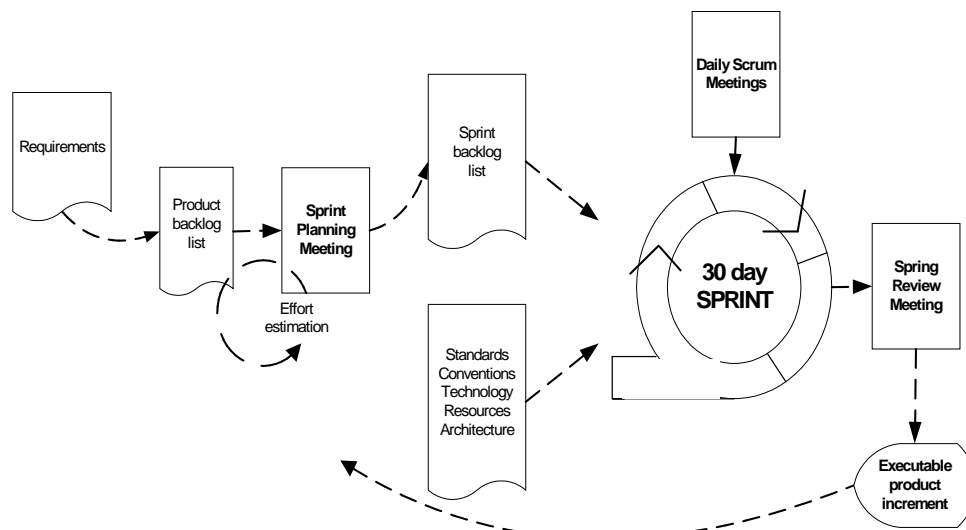 Requirements
Product
backlog
list
Sprint
Planning
Meeting
Effort
estimation
Sprint
backlog
list
Standards
Conventions
Technology
Resources
Architecture
Daily Scrum
Meetings
30 day
SPRINT
Spring
Review
Meeting
Executable
product
increment